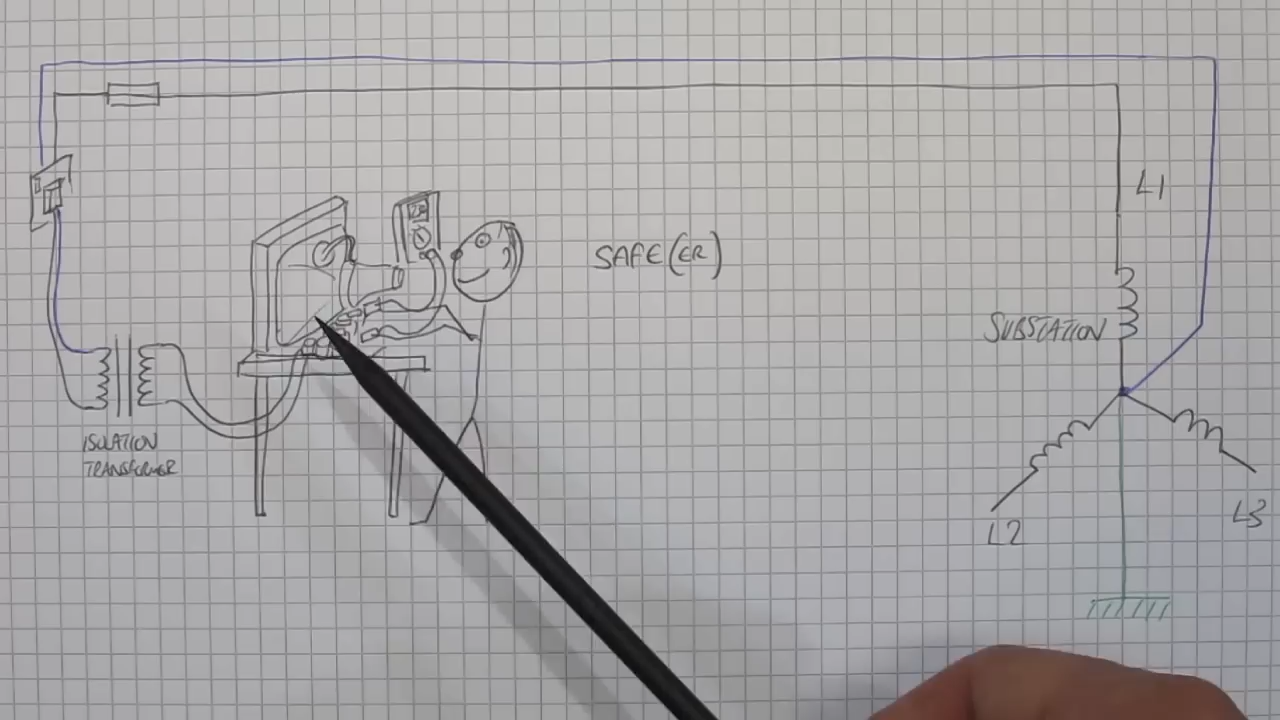 L1
SAFE(ER)
SUBSTATION
ISOLATION
TRANSFORMER
L2
L3